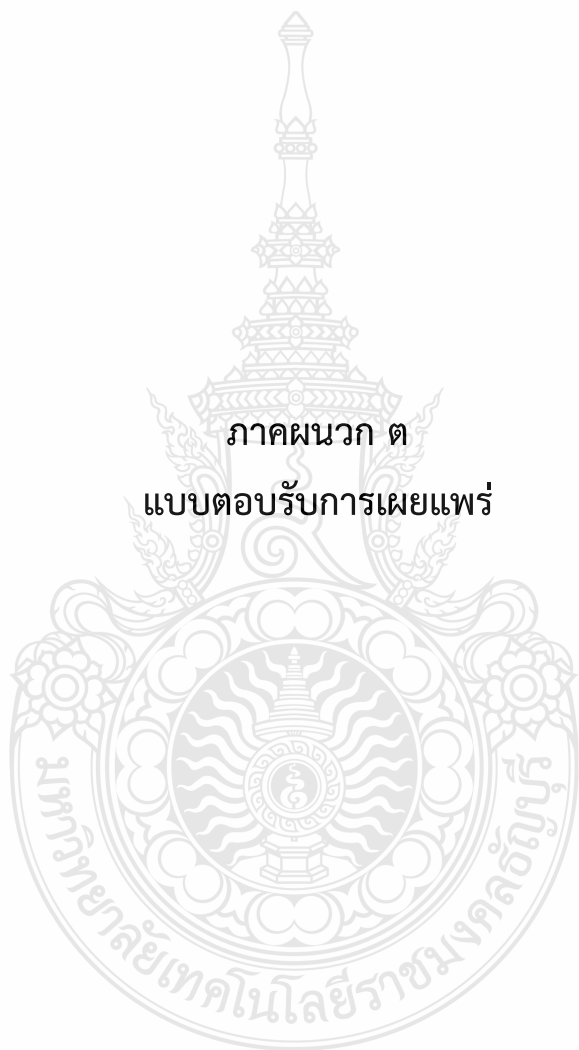 ภาคผนวก ต
แบบตอบรับการเผยแพร่
มหาวิทยาลัยเทคโนโลยีราชมงคลธัญบุรี